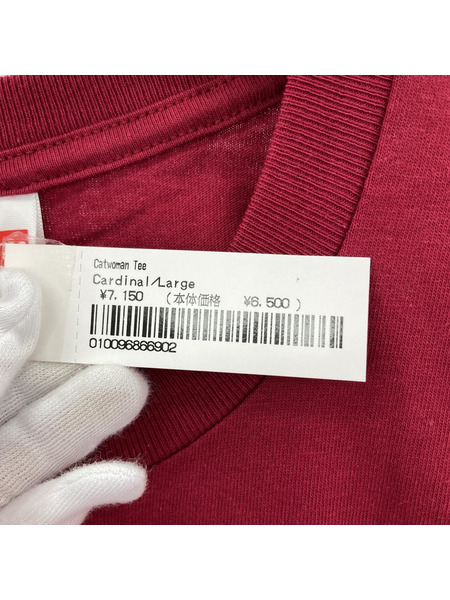 Catwoman Tee
Cardinal/Large
¥7.150 (本体価格 ¥6.500)
010096866902